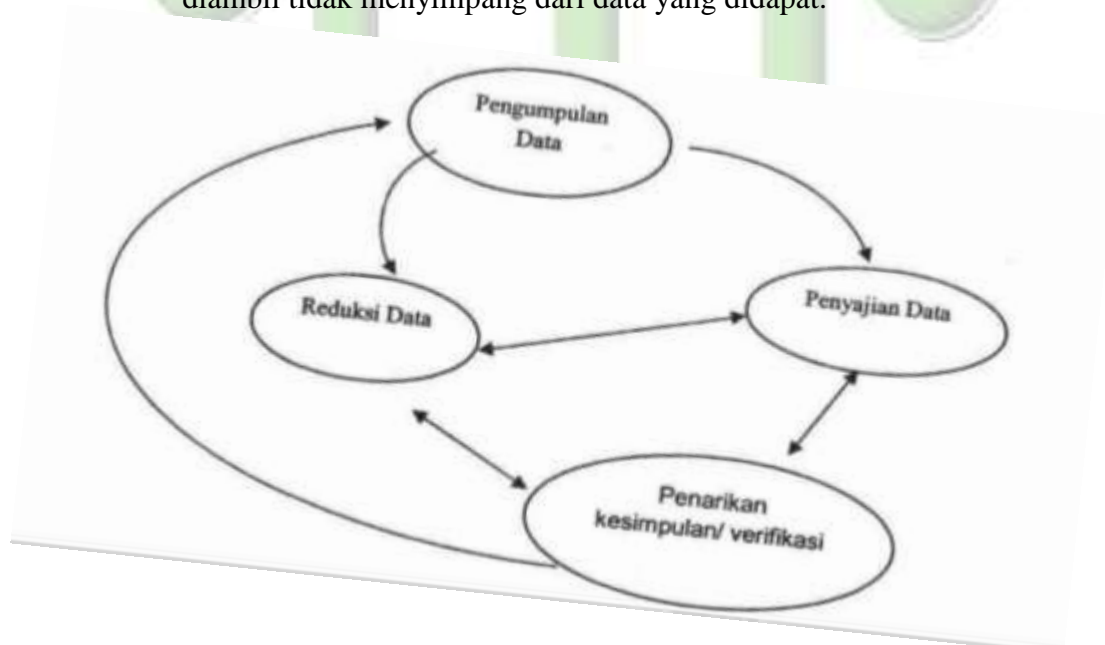 diambil tidak menyimpang dari data yang didapat.
Pengumpulan
Data
Reduksi Data
Penyajian Data
Penarikan
kesimpulan/ verifikasi